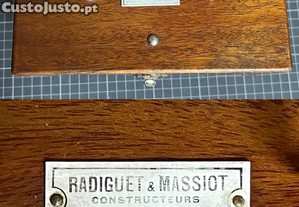 CustoJusto.pt
RADIGUET & MASSIOT
CONSTRUCTEURS